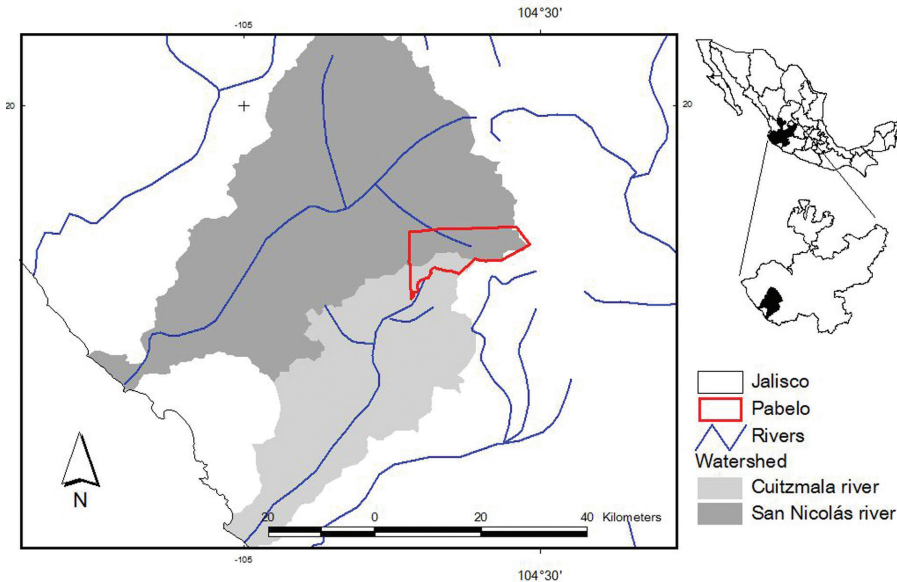 -105
104°30'
20
20
Jalisco
Pabelo
Rivers
Watershed
Cuitzmala river
San Nicolás river
N
20 0 20 40 Kilometers
-105
104°30'